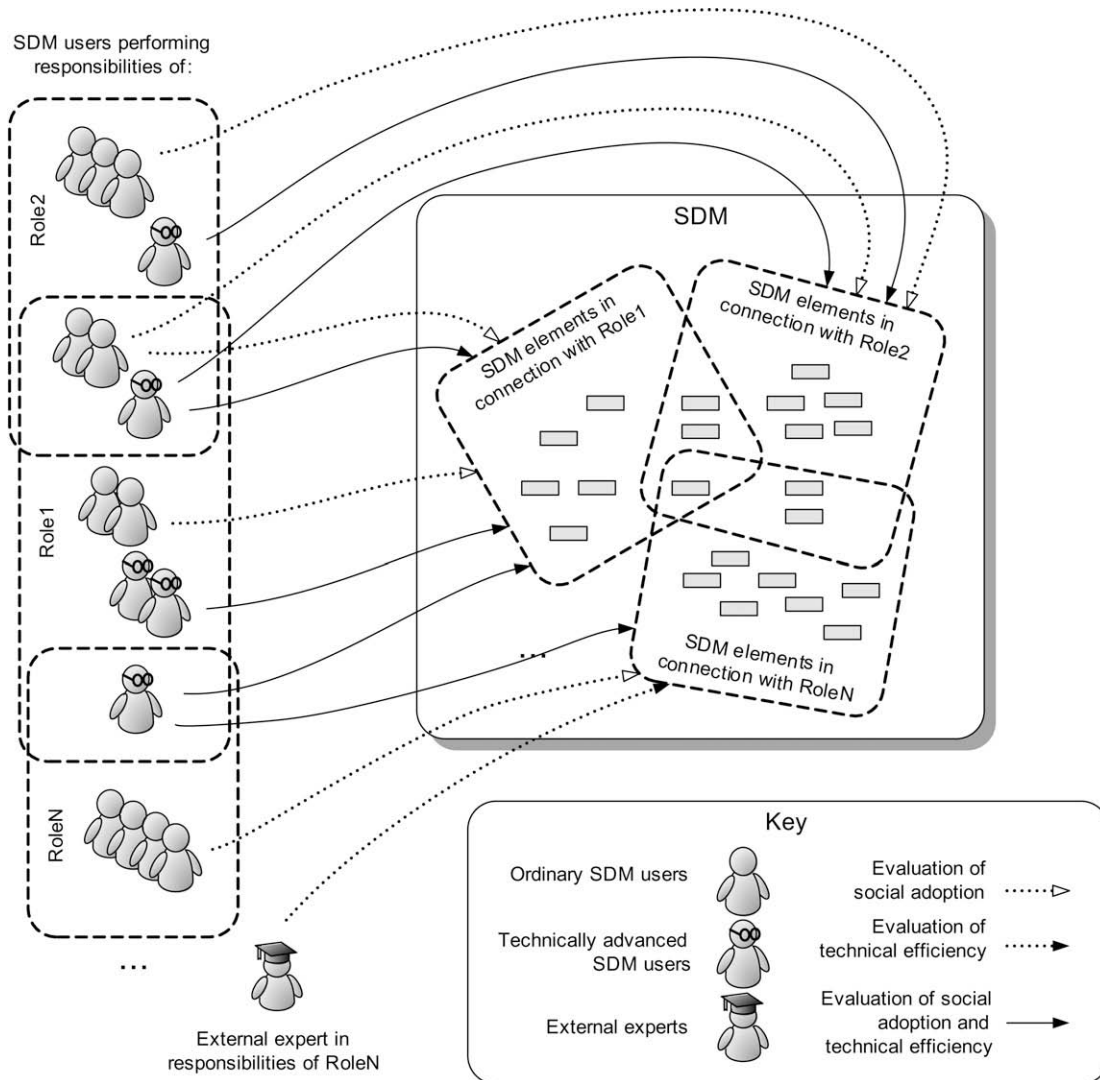 SDM users performing
responsibilities of:
Role2
Role1
RoleN
...
External expert in
responsibilities of RoleN
SDM
SDM elements in
connection with Role1
SDM elements in
connection with Role2
...
SDM elements in
connection with RoleN
Key
Ordinary SDM users
Technically advanced
SDM users
External experts
Evaluation of
social adoption
Evaluation of
technical efficiency
Evaluation of social
adoption and
technical efficiency